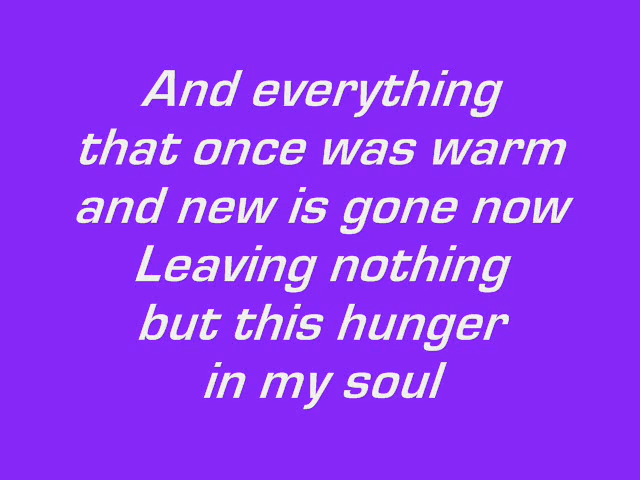 And everything
that once was warm
and new is gone now
Leaving nothing
but this hunger
in my soul